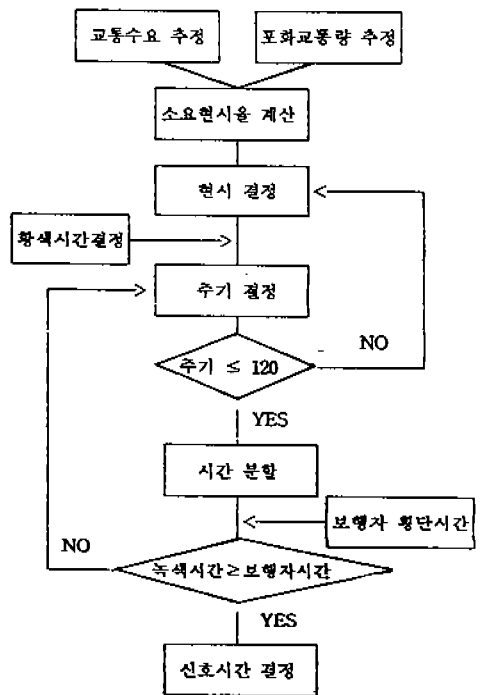 교통수요 추정
포화교통량 추정
소요현시율 계산
현시 결정
황색시간결정
주기 결정
주기 ≤ 120
NO
YES
시간 분할
보행자 횡단시간
NO
녹색시간≥보행자시간
YES
신호시간 결정